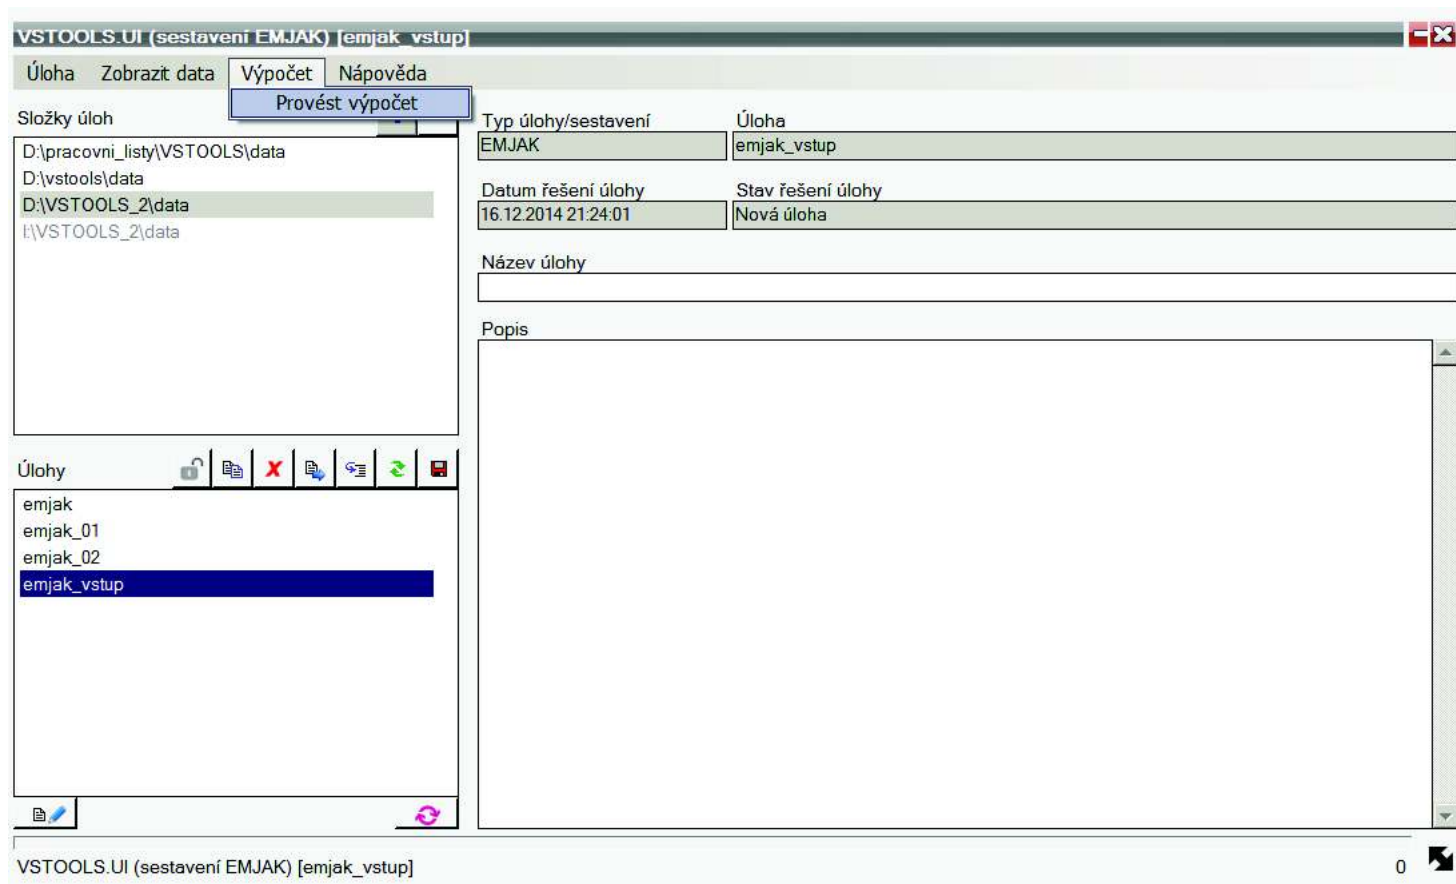 VSTOOLS.UI (sestavení EMJAK) [emjak_vstup]
Úloha Zobrazit data Výpočet Nápověda
Provést výpočet
Složky úloh
D:\pracovni_listy\VSTOOLS\data
D:\vstools\data
D:\VSTOOLS_2\data
I:\VSTOOLS_2\data
Úlohy
emjak
emjak_01
emjak_02
emjak_vstup
Typ úlohy/sestavení Úloha
EMJAK emjak_vstup
Datum řešení úlohy Stav řešení úlohy
16.12.2014 21:24:01 Nová úloha
Název úlohy
Popis
VSTOOLS.UI (sestavení EMJAK) [emjak_vstup] 0